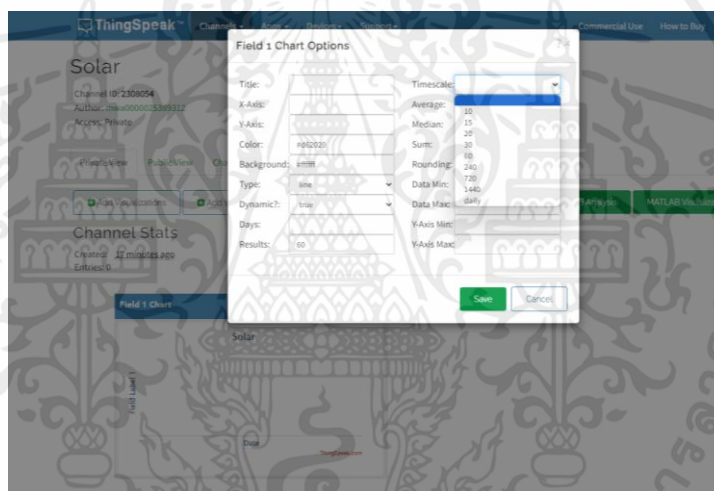 ThingSpeak™ Channels Apps Devices Support Commercial Use How to Buy
Solar
Channel ID: 2308054
Access: Private
Private View Public View
Add Visualizations
MATLAB Visualiz
Channel Stats
Created: 17 minutes ago
Entries: 0
Field 1 Chart
Solar
Field Label 1
Date
ThingSpeak.com
Field 1 Chart Options
Title:
X-Axis:
Y-Axis:
Color: #d62020
Background: #ffffff
Type: line
Dynamic?: true
Days:
Results: 60
Timescale:
Average:
Median:
Sum:
Rounding:
Data Min:
Data Max:
Y-Axis Min:
Y-Axis Max:
10
15
20
30
60
240
720
1440
daily
Save Cancel